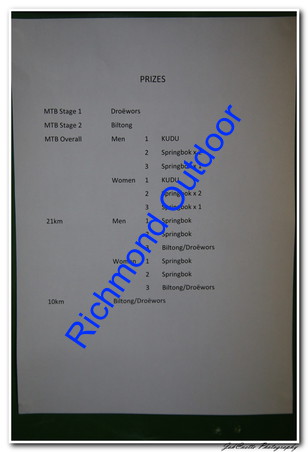 PRIZES
MTB Stage 1 Droëwors
MTB Stage 2 Biltong
MTB Overall Men 1 KUDU
2 Springbok x
3 Springbok x
Women 1 KUDU
2 Springbok x 2
3 Springbok x 1
21km Men 1 Springbok
Springbok
3 Biltong/Droëwors
Women 1 Springbok
2 Springbok
3 Biltong/Droëwors
10km Biltong/Droëwors
Richmond Outdoor
Photography